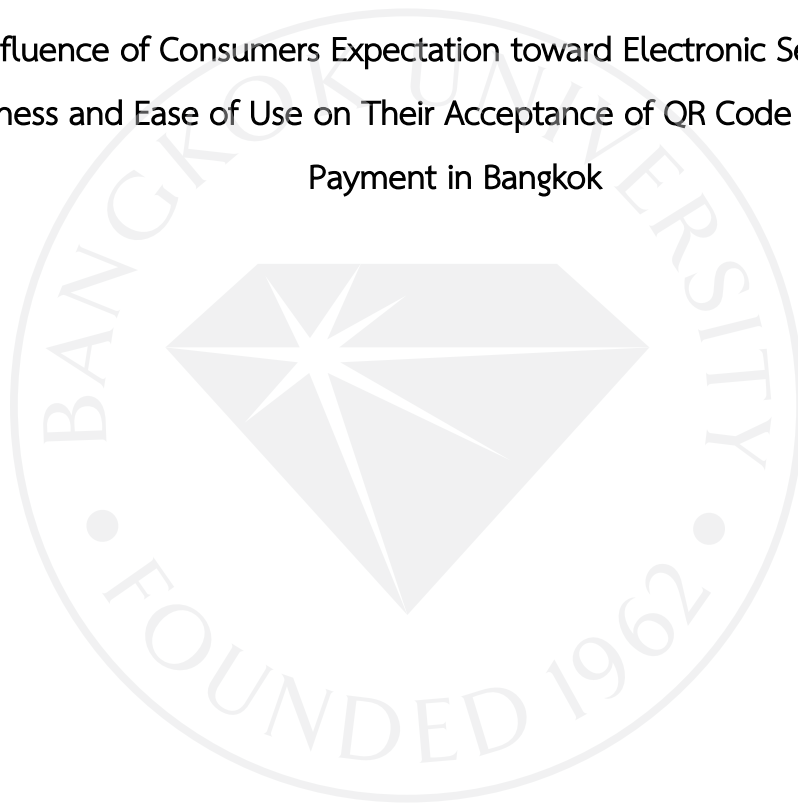 fluence of Consumers Expectation toward Electronic Se
ness and Ease of Use on Their Acceptance of QR Code
Payment in Bangkok
BANGKOK UNIVERSITY
• FOUNDED 1962 •